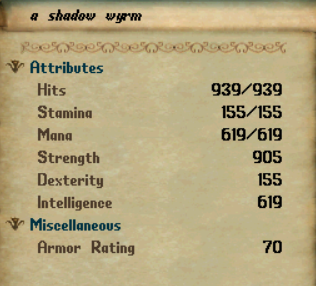 a shadow wyrm
Attributes
Hits 939/939
Stamina 155/155
Mana 619/619
Strength 905
Dexterity 155
Intelligence 619
Miscellaneous
Armor Rating 70